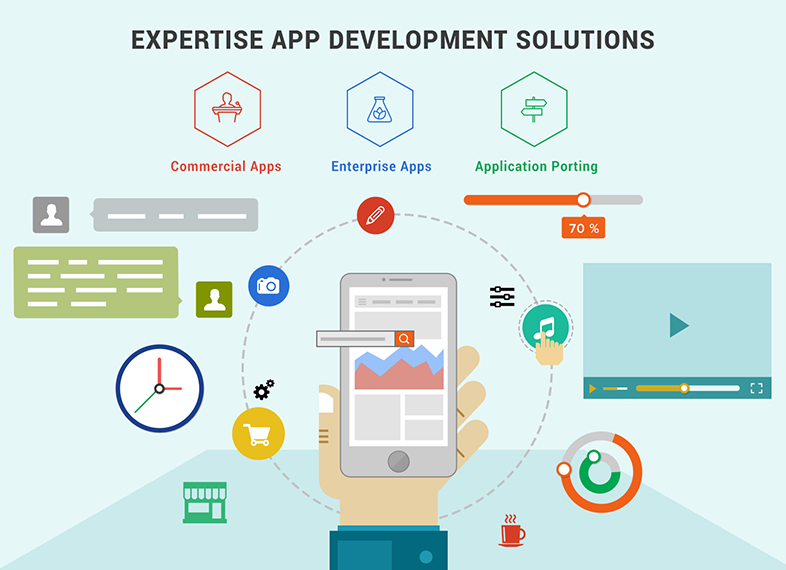 EXPERTISE APP DEVELOPMENT SOLUTIONS
Commercial Apps
Enterprise Apps
Application Porting
70 %